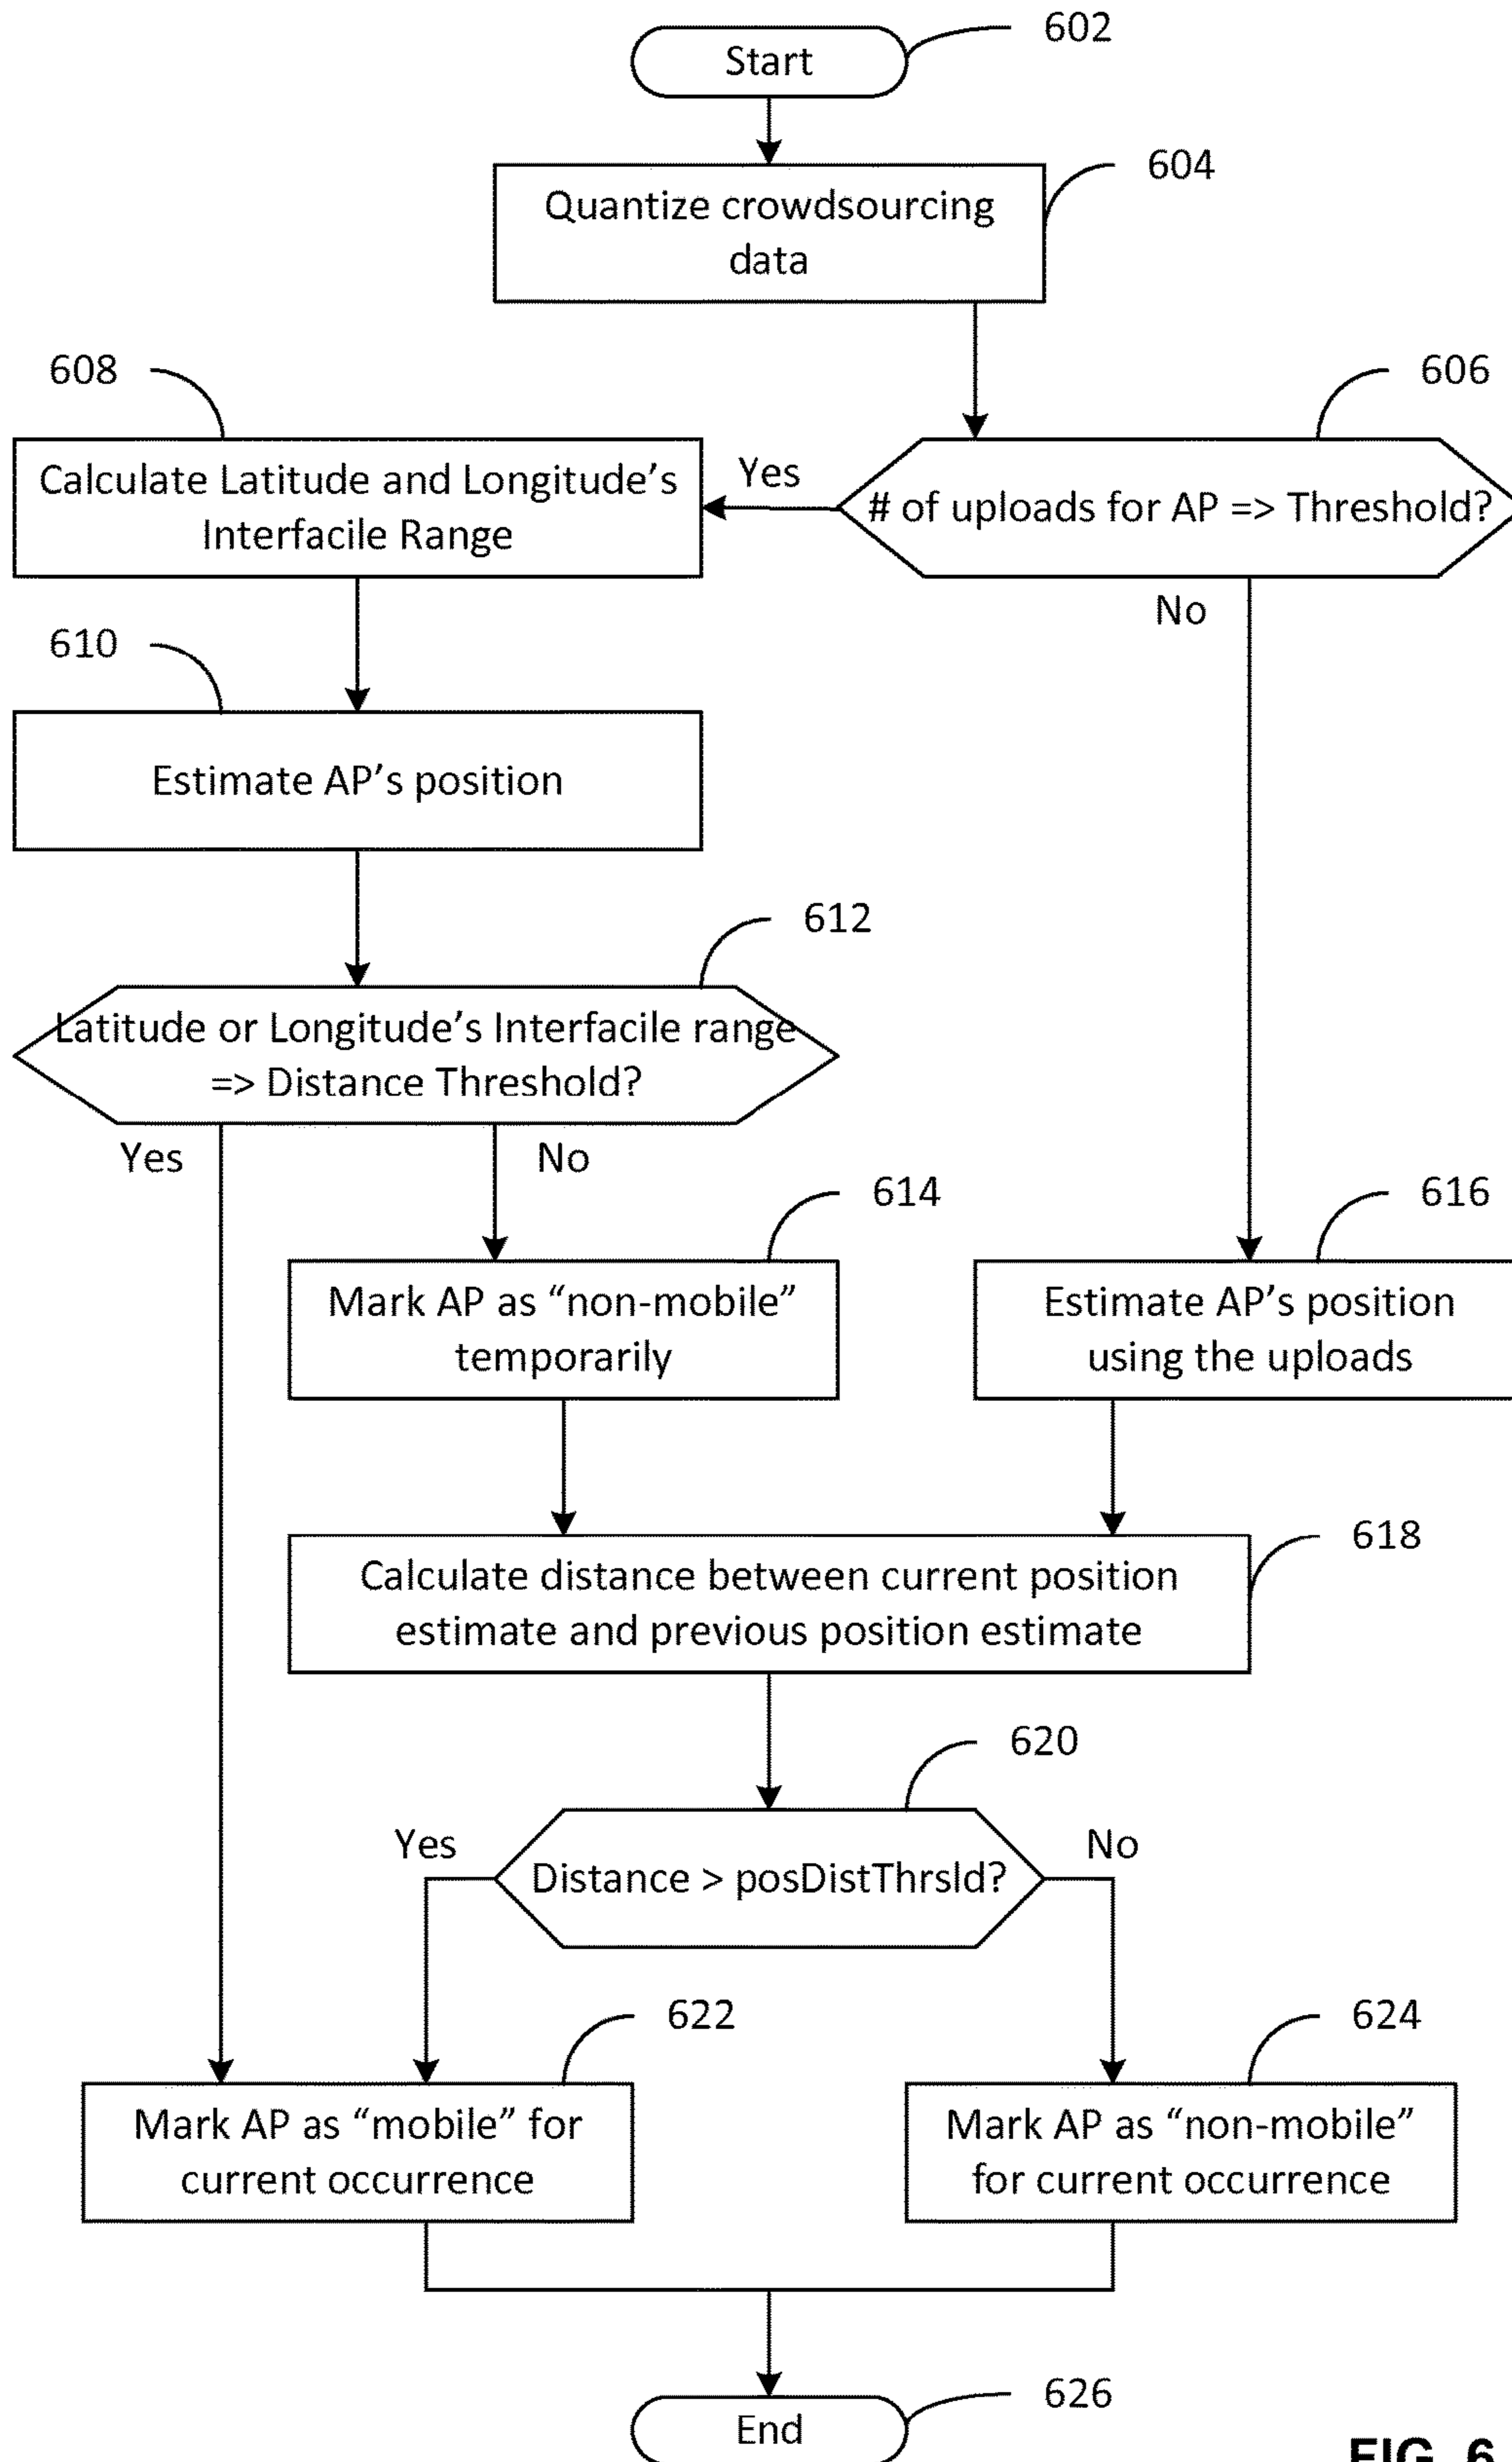 602
Start
604
Quantize crowdsourcing
data
608
606
Calculate Latitude and Longitude's
Interfacile Range
Yes
# of uploads for AP => Threshold?
No
610
Estimate AP's position
612
Latitude or Longitude's Interfacile range
=> Distance Threshold?
Yes
No
614
616
Mark AP as “non-mobile”
temporarily
Estimate AP's position
using the uploads
618
Calculate distance between current position
estimate and previous position estimate
620
Yes
No
Distance > posDistThrsld?
622
624
Mark AP as “mobile” for
current occurrence
Mark AP as “non-mobile”
for current occurrence
626
End
FIG. 6